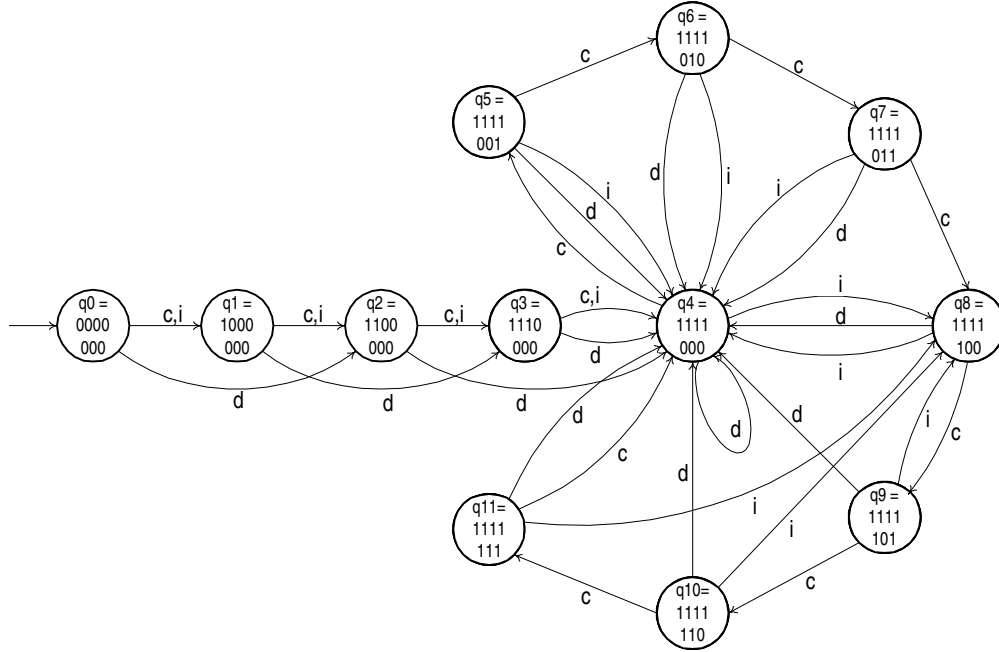 q6 =
1111
010
c
c
q5 =
1111
001
q7 =
1111
011
d
i
i
i
d
c
d
c
q0 =
0000
000
c,i
q1 =
1000
000
c,i
q2 =
1100
000
c,i
q3 =
1110
000
c,i
d
q4 =
1111
000
i
d
i
q8 =
1111
100
d
d
d
d
d
d
i
c
c
d
q11=
1111
111
i
i
q9 =
1111
101
c
c
q10=
1111
110